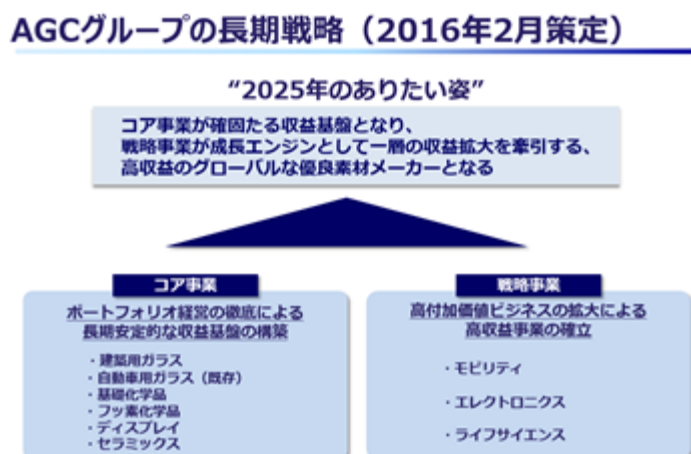 AGCグループの長期戦略（2016年2月策定）
“2025年のありたい姿”
コア事業が確固たる収益基盤となり、
戦略事業が成長エンジンとして一層の収益拡大を牽引する、
高収益のグローバルな優良素材メーカーとなる
コア事業
ポートフォリオ経営の徹底による
長期安定的な収益基盤の構築
・建築用ガラス
・自動車用ガラス（既存）
・基礎化学品
・フッ素化学品
・ディスプレイ
・セラミックス
戦略事業
高付加価値ビジネスの拡大による
高収益事業の確立
・モビリティ
・エレクトロニクス
・ライフサイエンス